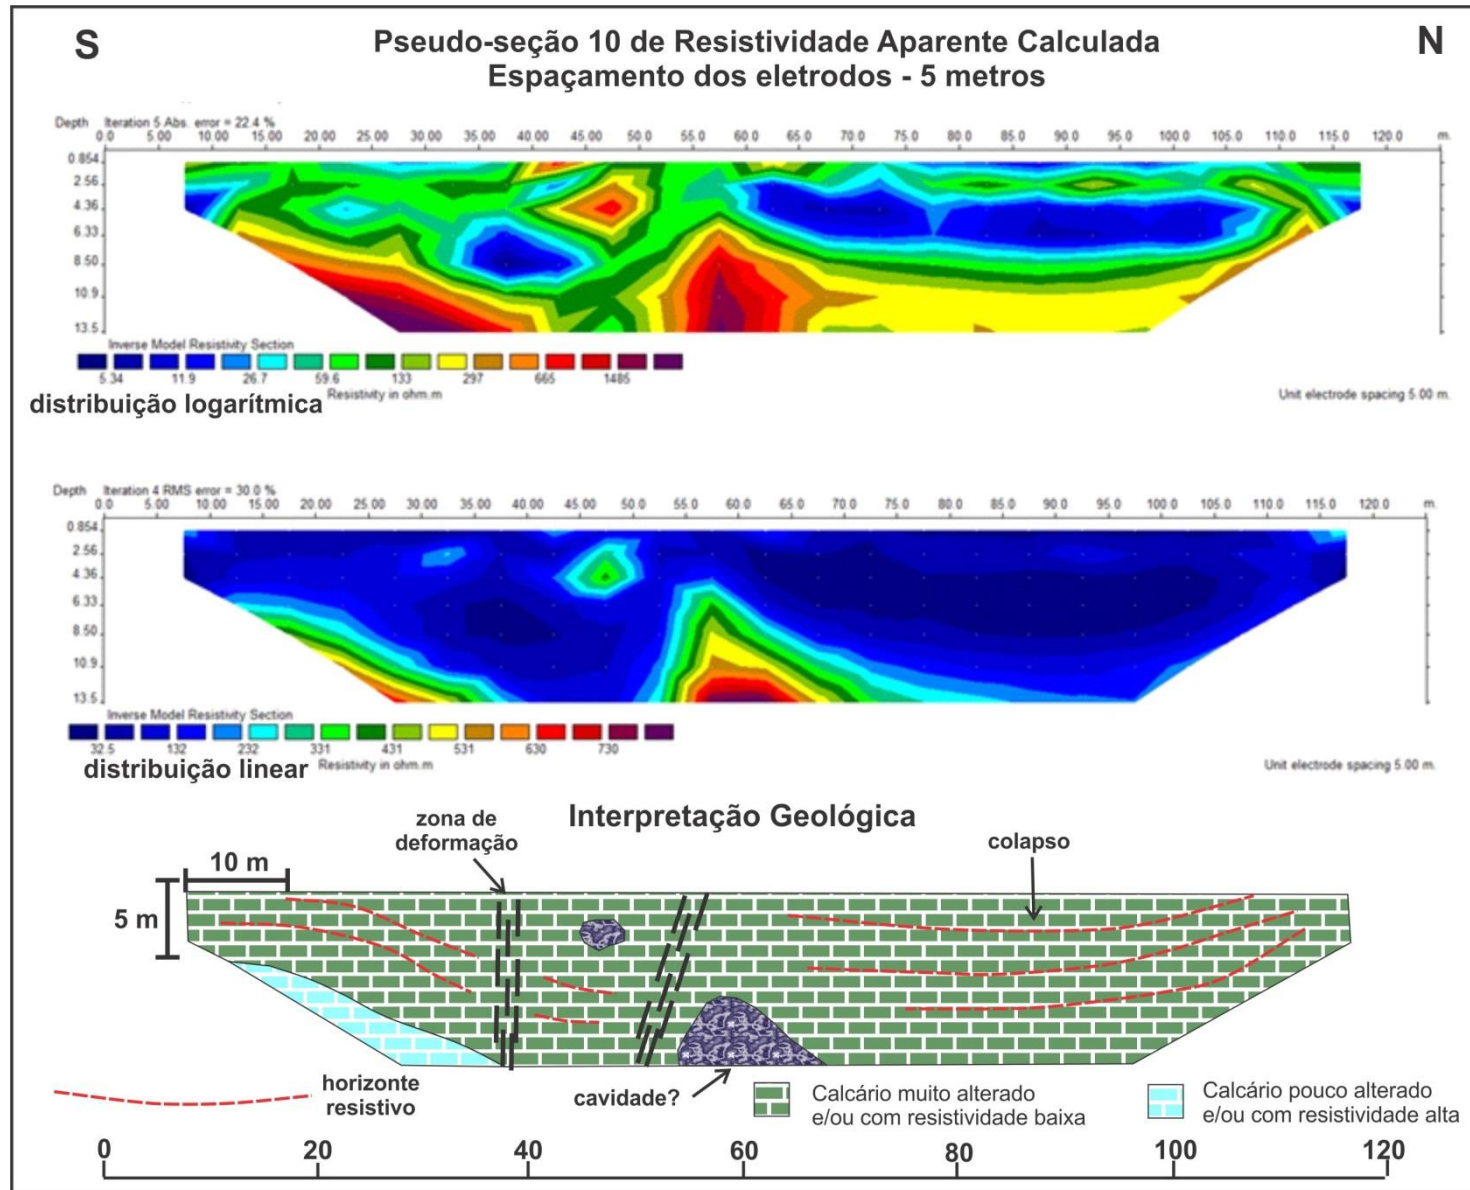 S
Pseudo-seção 10 de Resistividade Aparente Calculada
N
Espaçamento dos eletrodos - 5 metros
Depth Iteration 5 Abs. error = 22.4 %
0.0 5.00 10.00 15.00 20.00 25.00 30.00 35.00 40.00 45.00 50.0 55.0 60.0 65.0 70.0 75.0 80.0 85.0 90.0 95.0 100.0 105.0 110.0 115.0 120.0 m.
0.854
2.56
4.36
6.33
8.50
10.9
13.5
Inverse Model Resistivity Section
5.34 11.9 26.7 59.6 133 297 665 1485
Resistivity in ohm.m
Unit electrode spacing 5.00 m.
distribuição logarítmica
Depth Iteration 4 RMS error = 30.0 %
0.0 5.00 10.00 15.00 20.00 25.00 30.00 35.00 40.00 45.00 50.0 55.0 60.0 65.0 70.0 75.0 80.0 85.0 90.0 95.0 100.0 105.0 110.0 115.0 120.0 m.
0.854
2.56
4.36
6.33
8.50
10.9
13.5
Inverse Model Resistivity Section
32.5 132 232 331 431 531 630 730
distribuição linear
Resistivity in ohm.m
Unit electrode spacing 5.00 m.
Interpretação Geológica
zona de
deformação
colapso
10 m
5 m
horizonte
resistivo
cavidade?
Calcário muito alterado
e/ou com resistividade baixa
Calcário pouco alterado
e/ou com resistividade alta
0 20 40 60 80 100 120